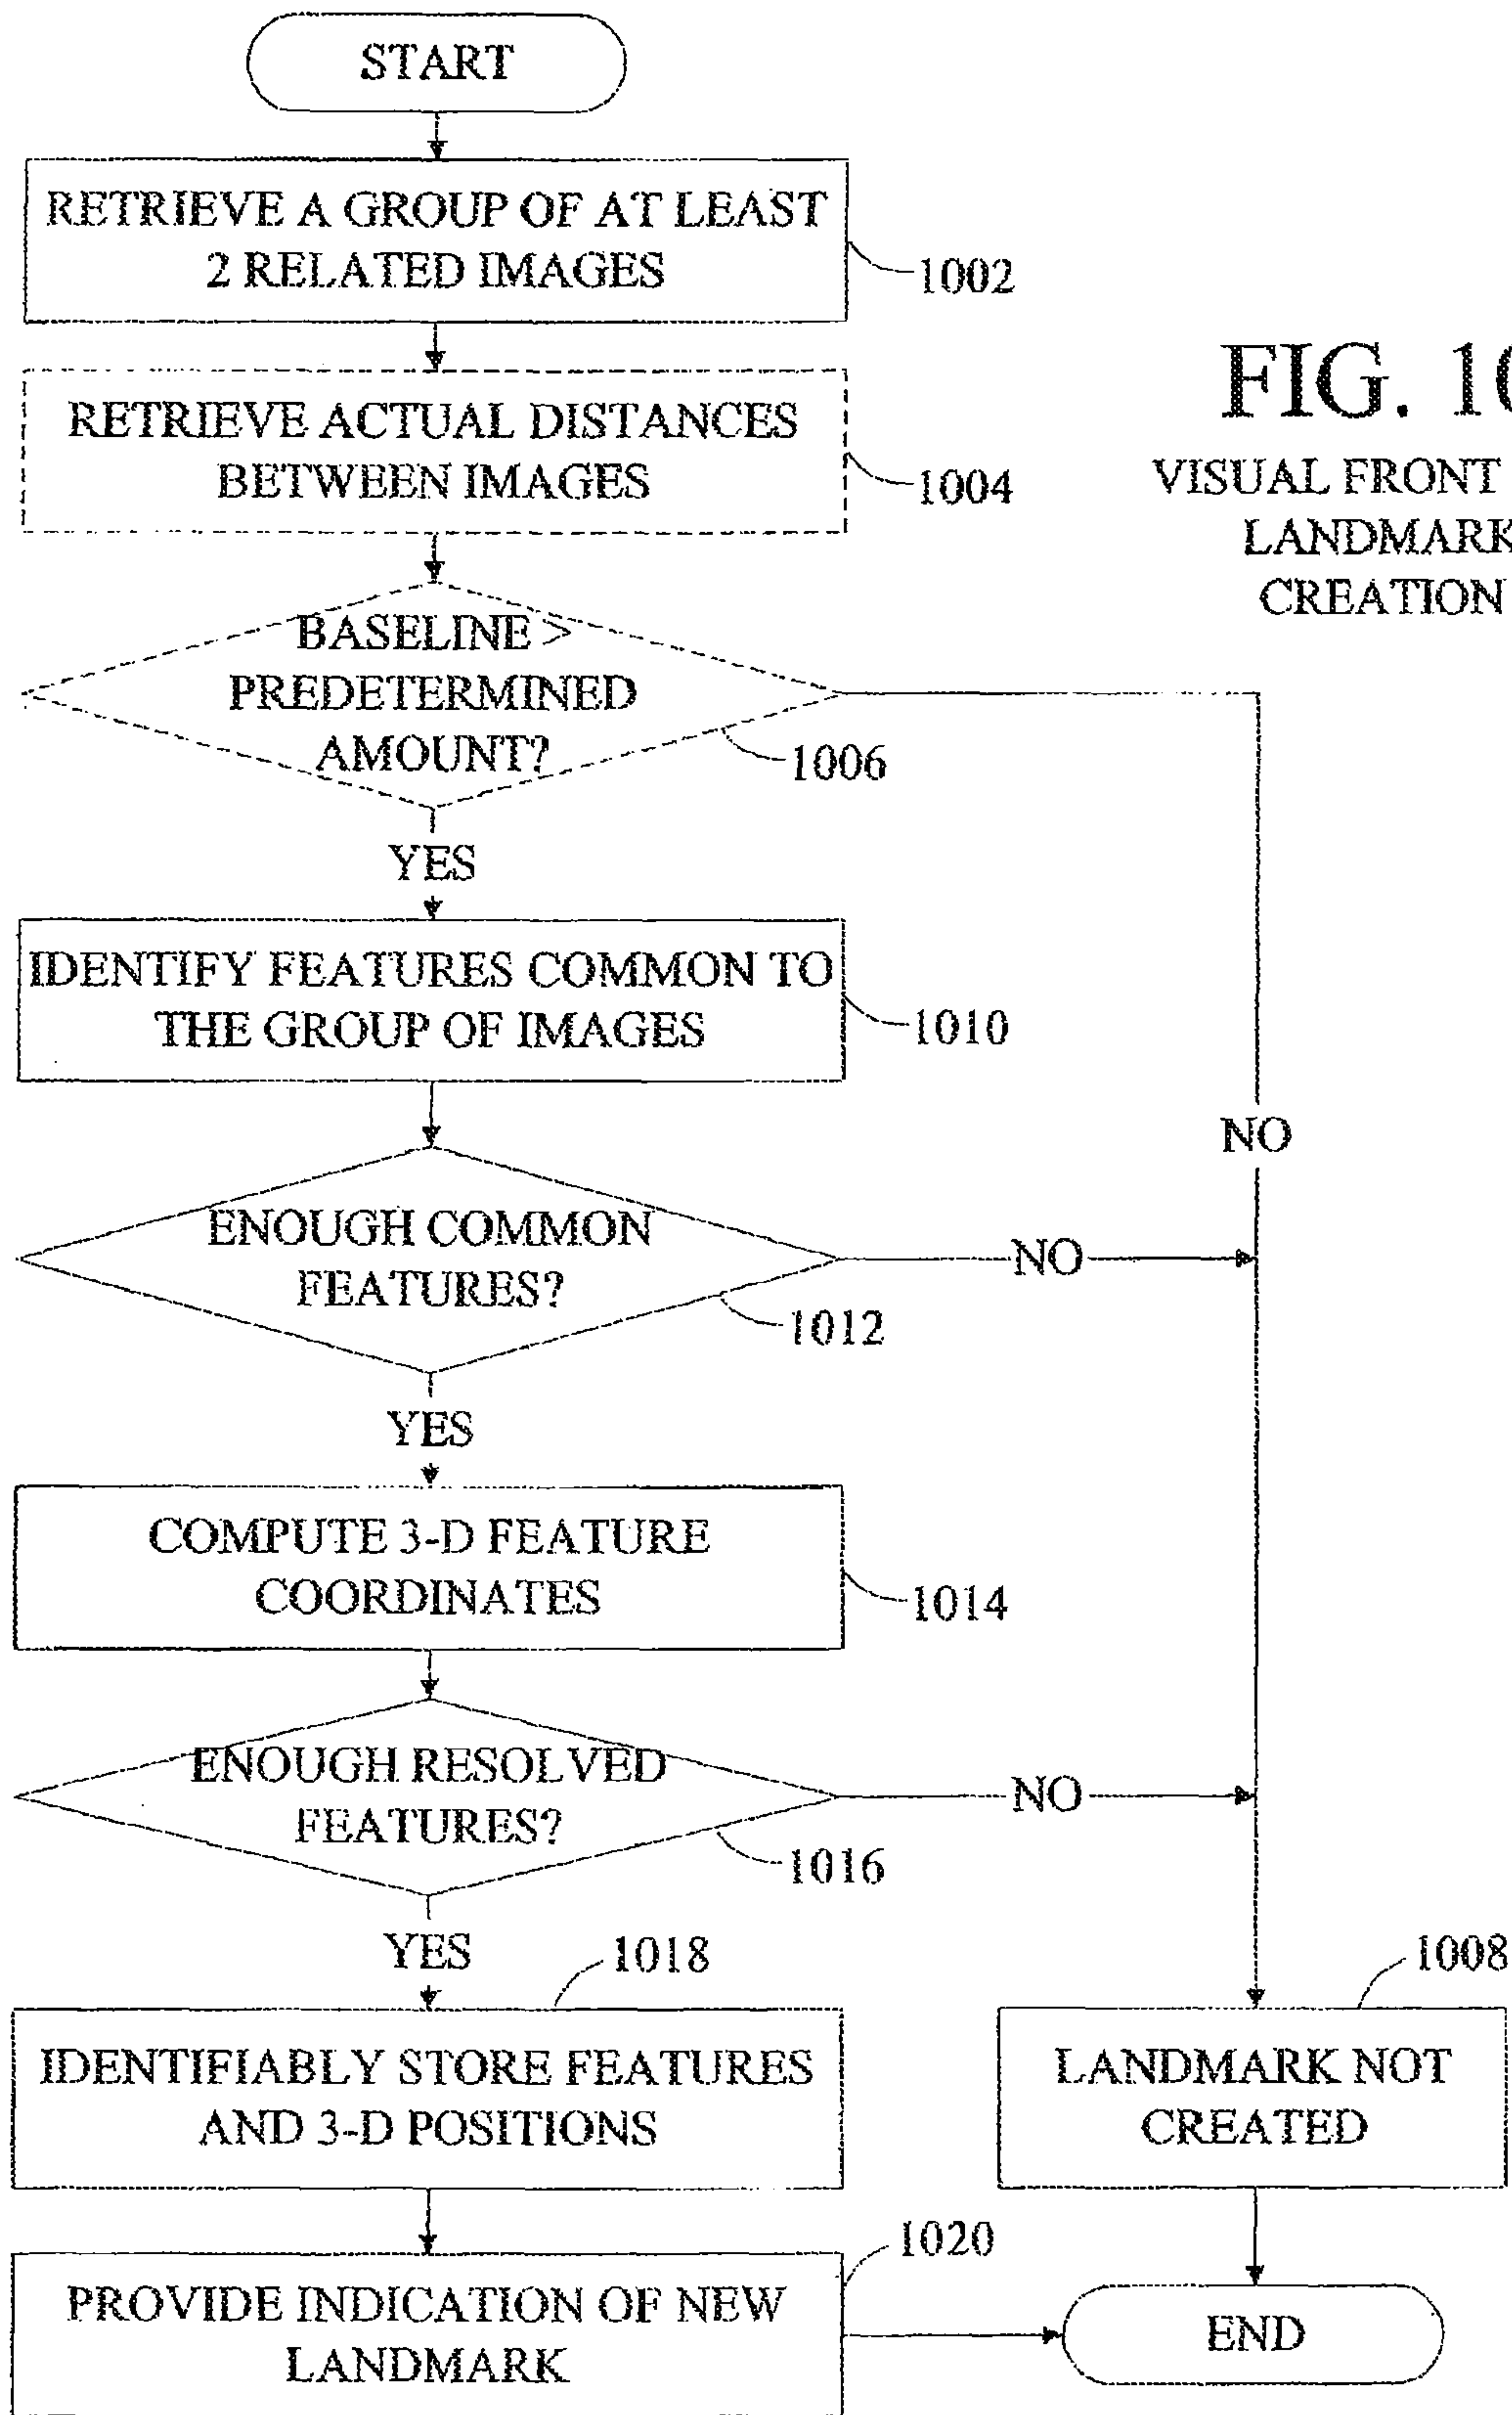 START
RETRIEVE A GROUP OF AT LEAST
2 RELATED IMAGES
1002
FIG. 10
VISUAL FRONT
LANDMARK
CREATION
RETRIEVE ACTUAL DISTANCES
BETWEEN IMAGES
1004
BASELINE >
PREDETERMINED
AMOUNT?
1006
YES
IDENTIFY FEATURES COMMON TO
THE GROUP OF IMAGES
1010
NO
ENOUGH COMMON
FEATURES?
NO
1012
YES
COMPUTE 3-D FEATURE
COORDINATES
1014
ENOUGH RESOLVED
FEATURES?
NO
1016
YES
1018
1008
IDENTIFIABLY STORE FEATURES
AND 3-D POSITIONS
LANDMARK NOT
CREATED
1020
PROVIDE INDICATION OF NEW
LANDMARK
END